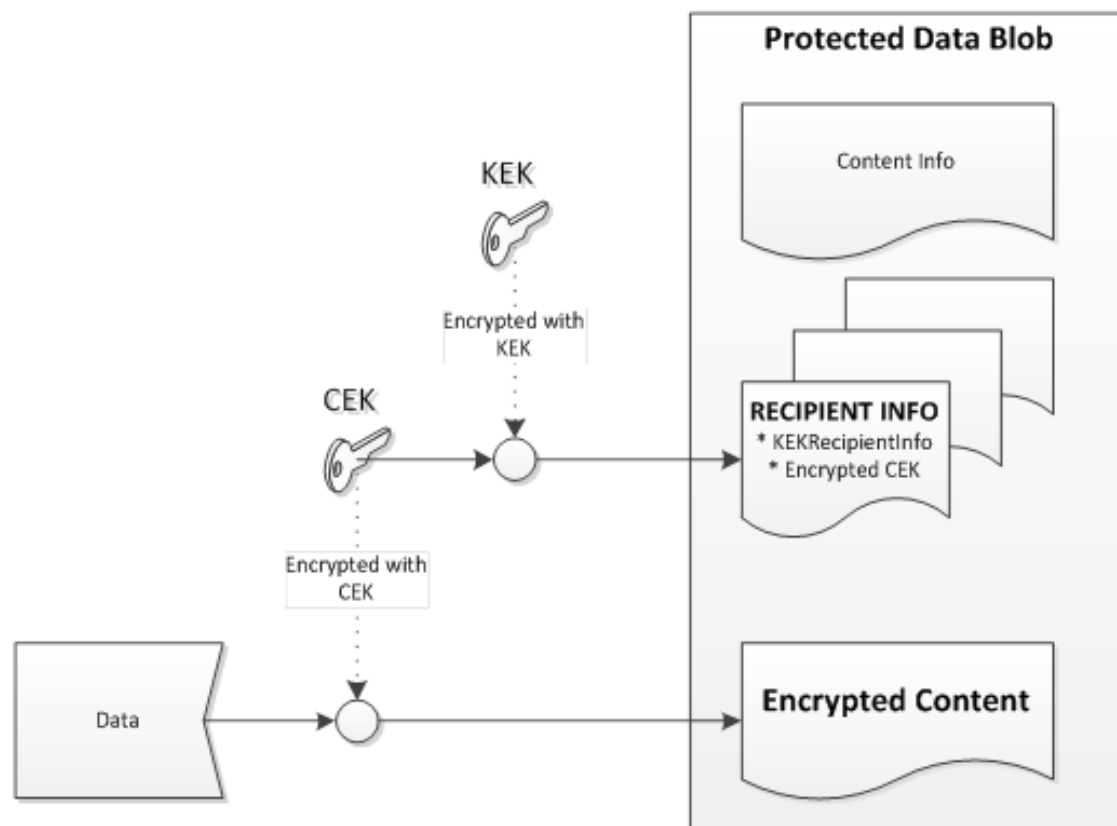 Protected Data Blob
Content Info
KEK
Encrypted with
KEK
CEK
RECIPIENT INFO
* KEKRecipientInfo
* Encrypted CEK
Encrypted with
CEK
Data
Encrypted Content